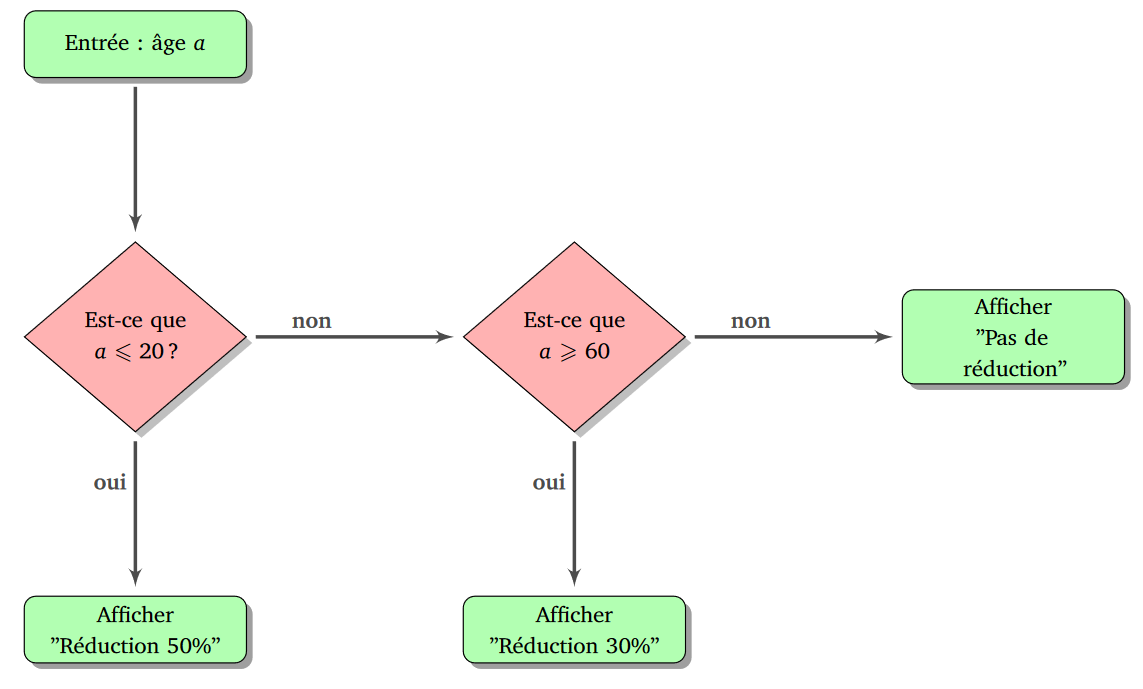 Entrée : âge a
Est-ce que
a ⩽ 20 ?
non
Est-ce que
a ⩾ 60
non
Afficher
”Pas de
réduction”
oui
oui
Afficher
”Réduction 50%”
Afficher
”Réduction 30%”